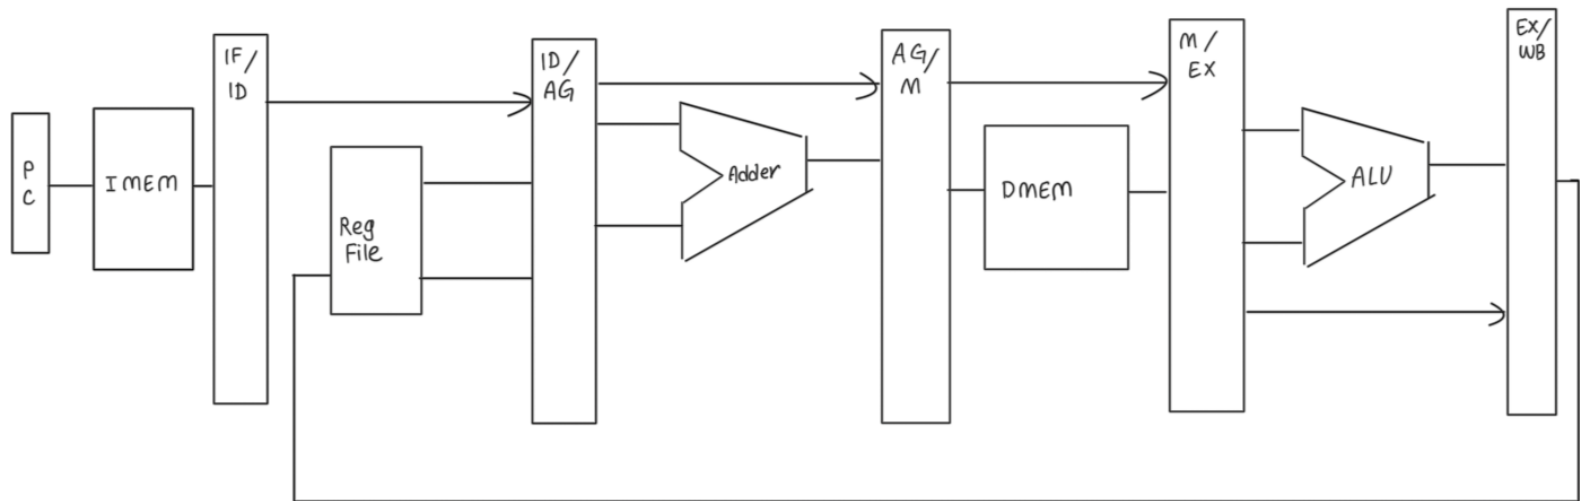 P
C
IMEM
IF/
ID
Reg
File
ID/
AG
Adder
AG/
M
DMEM
M/
EX
ALU
EX/
WB